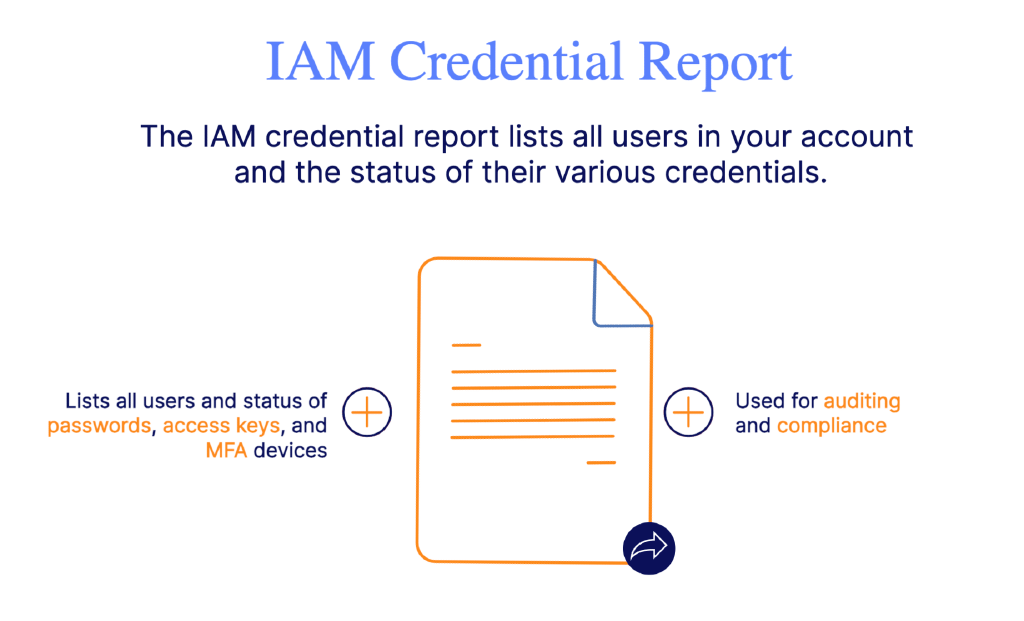 IAM Credential Report
The IAM credential report lists all users in your account
and the status of their various credentials.
Lists all users and status of
passwords, access keys, and
MFA devices
Used for auditing
and compliance